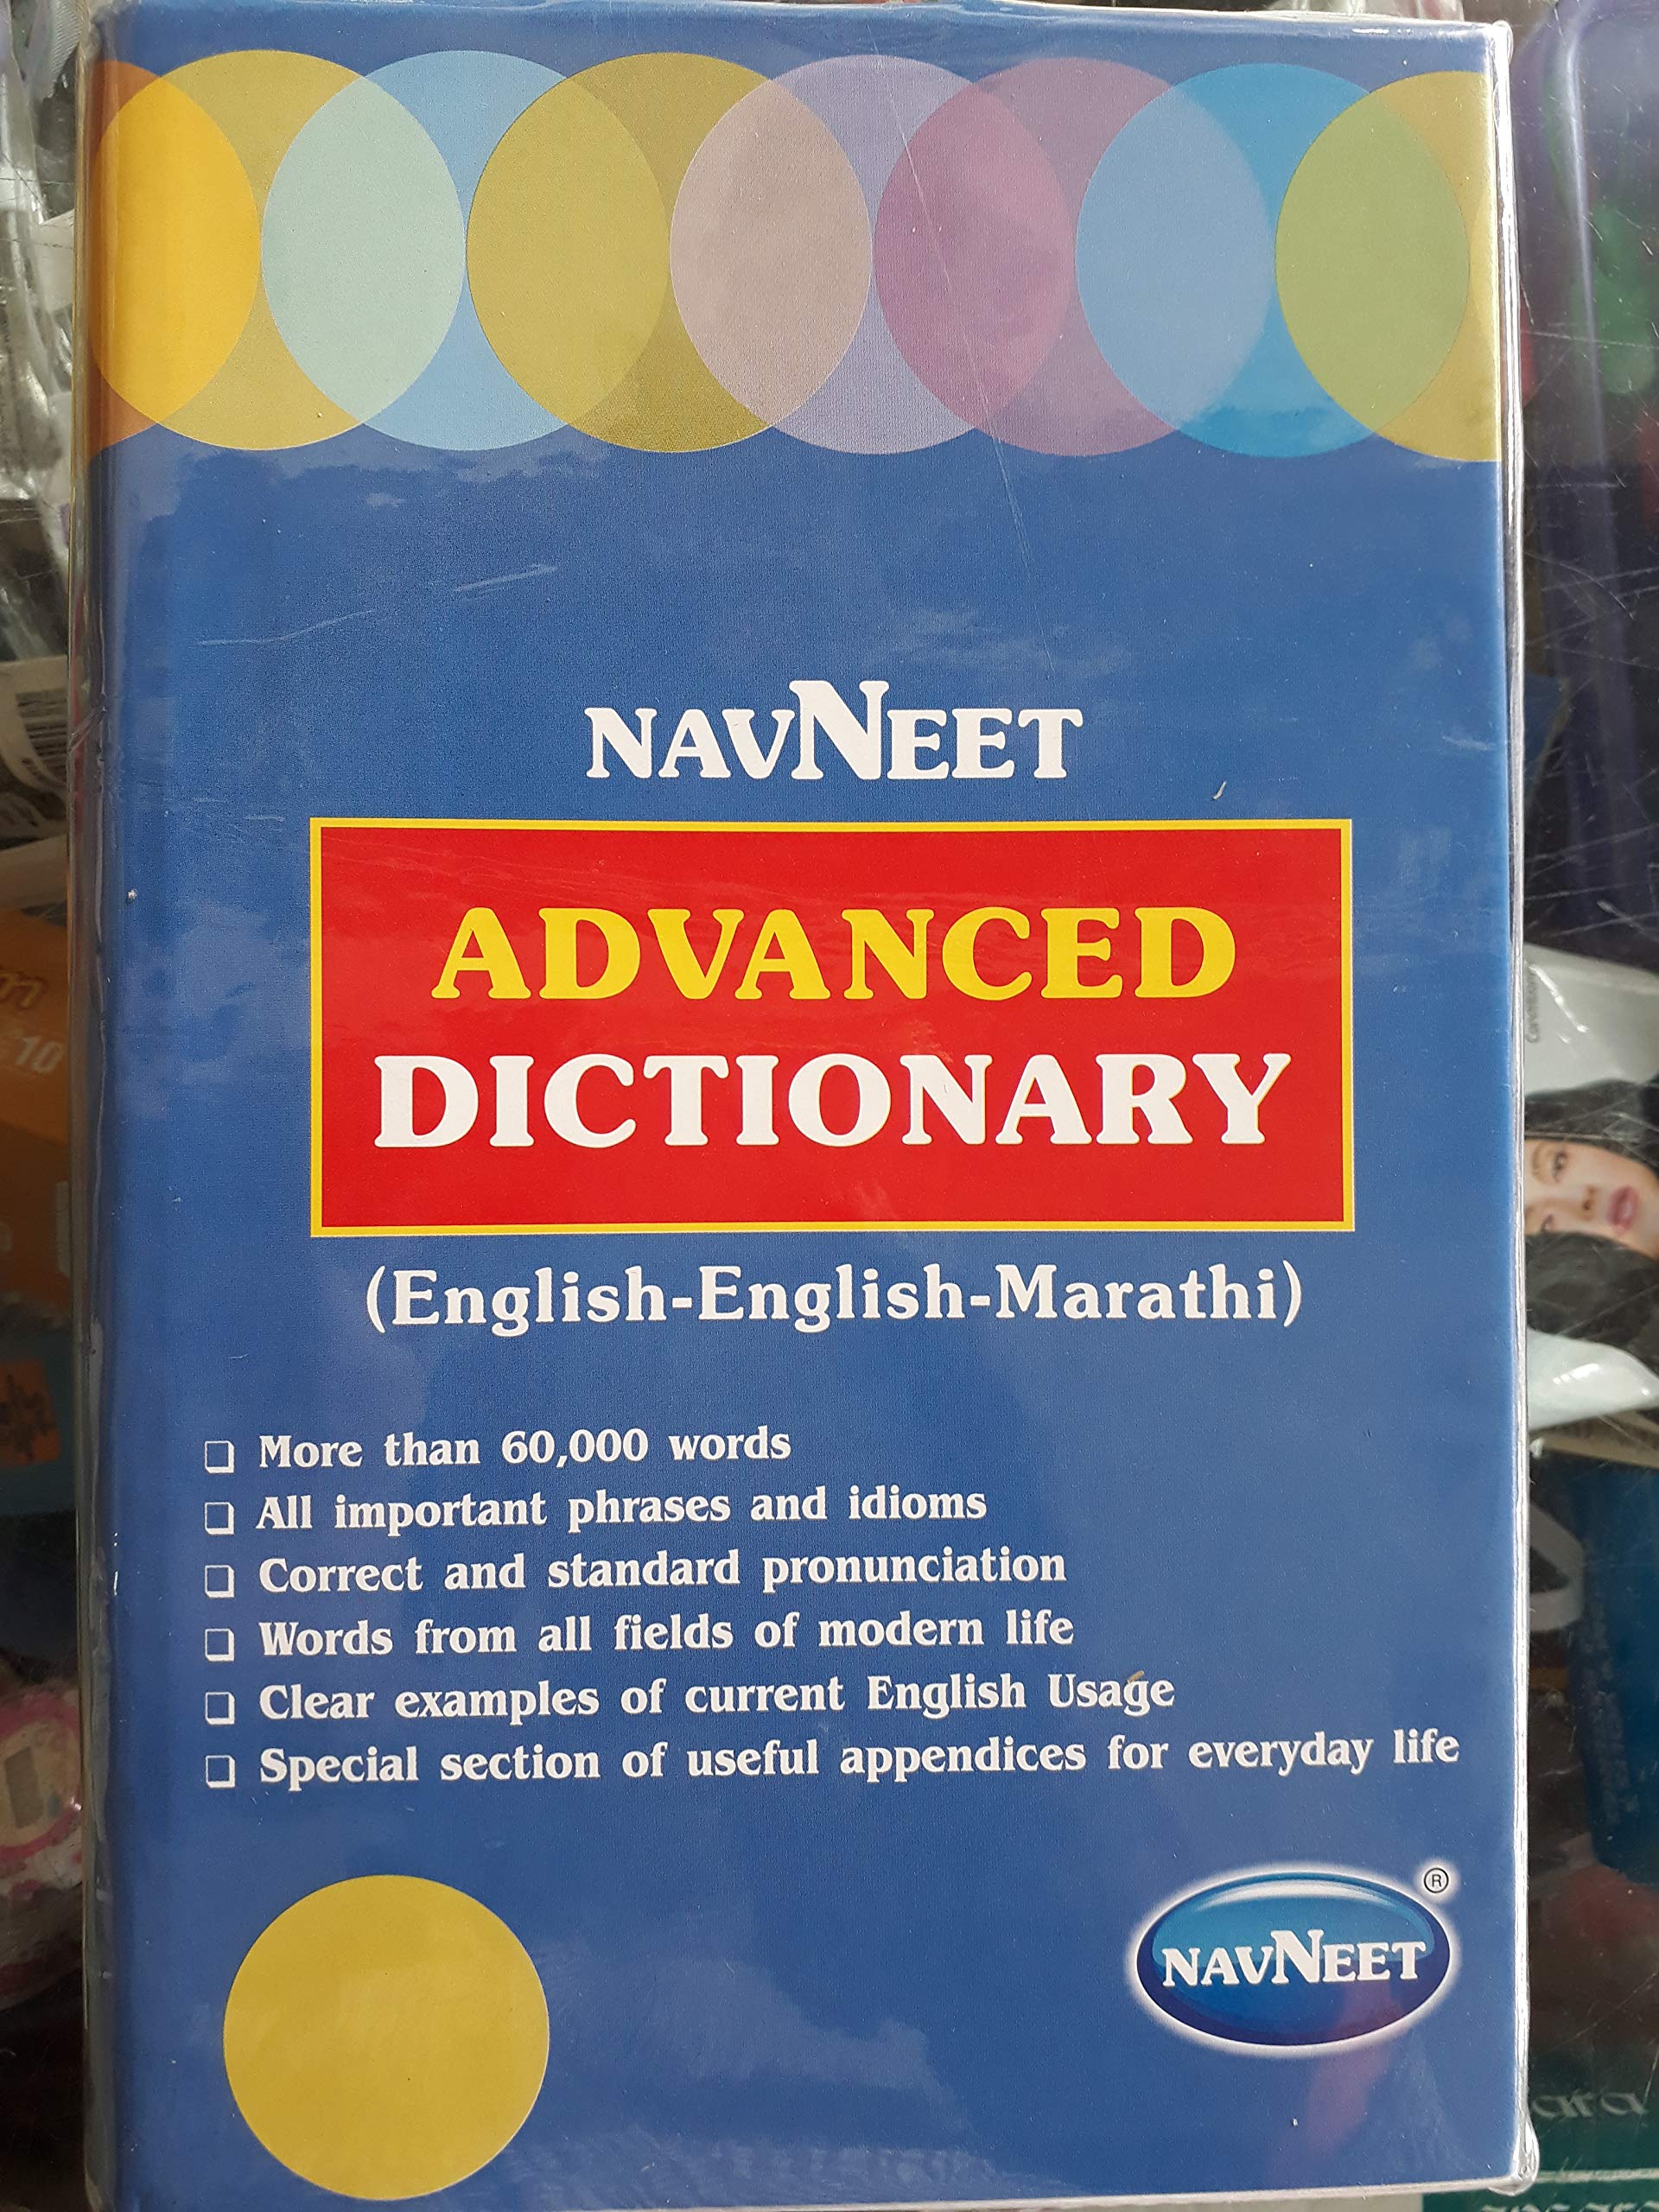 NAVNEET
ADVANCED
DICTIONARY
(English-English-Marathi)
❑ More than 60,000 words
❑ All important phrases and idioms
❑ Correct and standard pronunciation
❑ Words from all fields of modern life
❑ Clear examples of current English Usage
❑ Special section of useful appendices for everyday life
NAVNEET ®
10